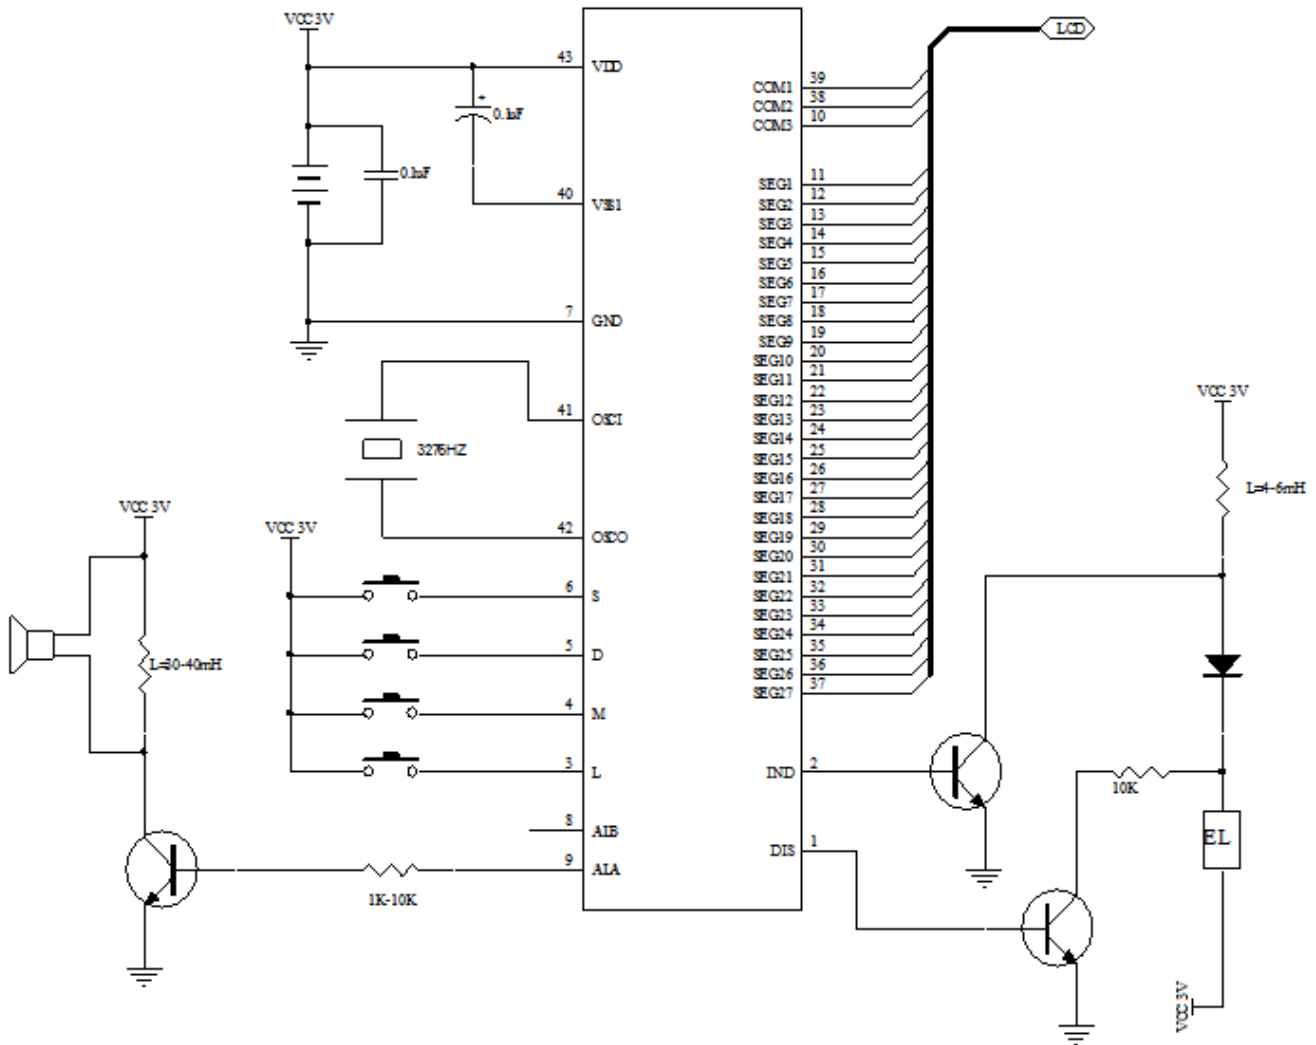 VCC 3V
LCD
43 VDD
0.1uF
0.1uF
40 VSS1
7 GND
41 OSCI
3276HZ
42 OSCO
VCC 3V
VCC 3V
6 S
5 D
4 M
3 L
8 AIB
9 AIA
L=30-40mH
1K-10K
COM1 39
COM2 38
COM3 10
SEG1 11
SEG2 12
SEG3 13
SEG4 14
SEG5 15
SEG6 16
SEG7 17
SEG8 18
SEG9 19
SEG10 20
SEG11 21
SEG12 22
SEG13 23
SEG14 24
SEG15 25
SEG16 26
SEG17 27
SEG18 28
SEG19 29
SEG20 30
SEG21 31
SEG22 32
SEG23 33
SEG24 34
SEG25 35
SEG26 36
SEG27 37
IND 2
DIS 1
VCC 3V
L=4-6mH
10K
EL
VCC 3V